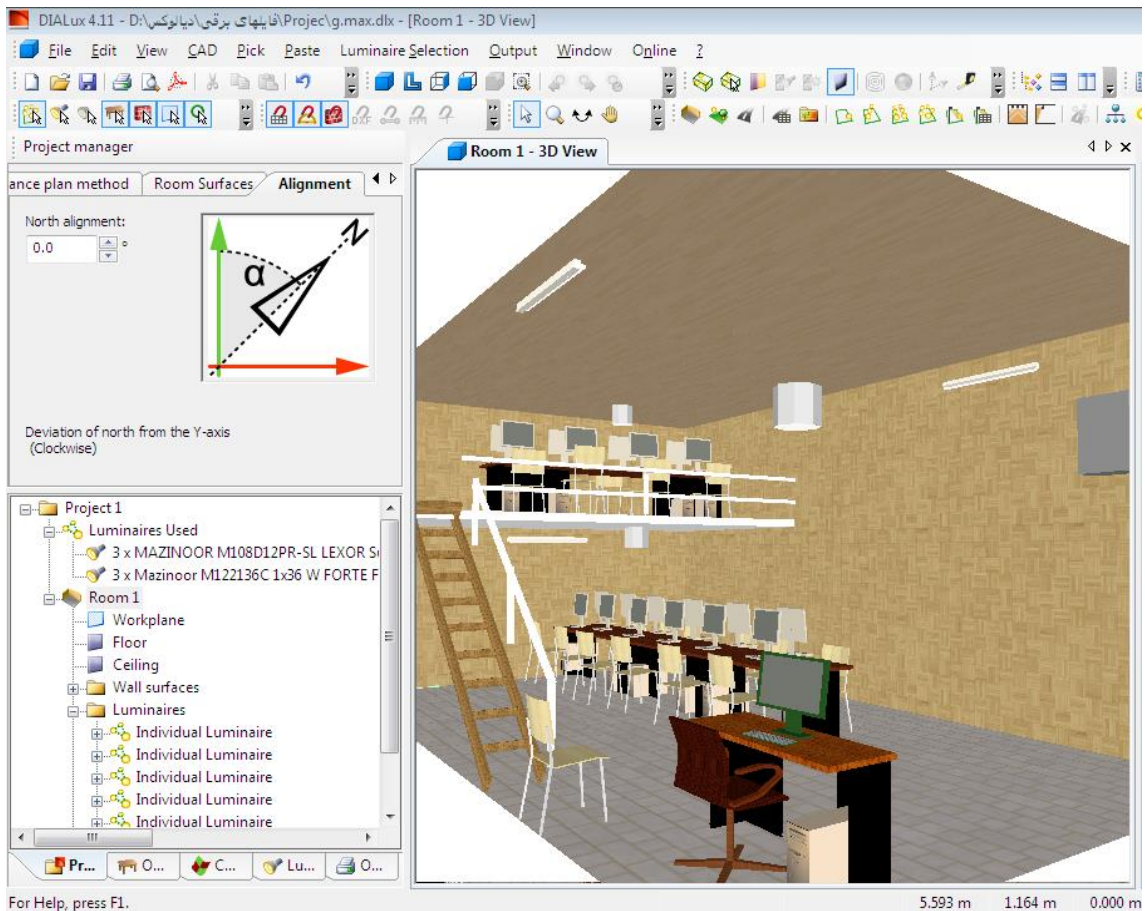 DIALux 4.11 - D:\فایلهای برقی\دیالوکس\Projec\g.max.dlx - [Room 1 - 3D View]
File Edit View CAD Pick Paste Luminaire Selection Output Window Online ?
Project manager
Room 1 - 3D View
ance plan method Room Surfaces Alignment
North alignment:
0.0 °
N
α
Deviation of north from the Y-axis
(Clockwise)
Project 1
Luminaires Used
3 x MAZINOOR M108D12PR-SL LEXOR
3 x Mazinoor M122136C 1x36 W FORTE F
Room 1
Workplane
Floor
Ceiling
Wall surfaces
Luminaires
Individual Luminaire
Individual Luminaire
Individual Luminaire
Individual Luminaire
Individual Luminaire
Pr... O... C... Lu... O...
For Help, press F1.
5.593 m 1.164 m 0.000 m